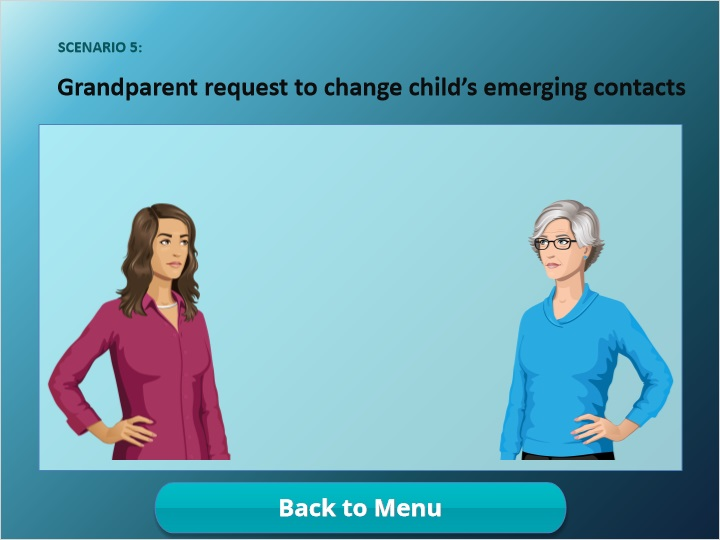 SCENARIO 5:
Grandparent request to change child’s emerging contacts
Back to Menu